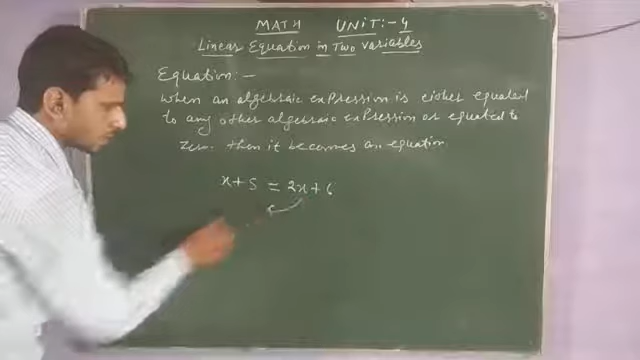 MATH UNIT:- 4
Linear Equation in Two Variables
Equation:-
When an algebraic expression is either equated
to any other algebraic expression or equated to
zero. then it becomes an equation.
x+5 = 2x+6